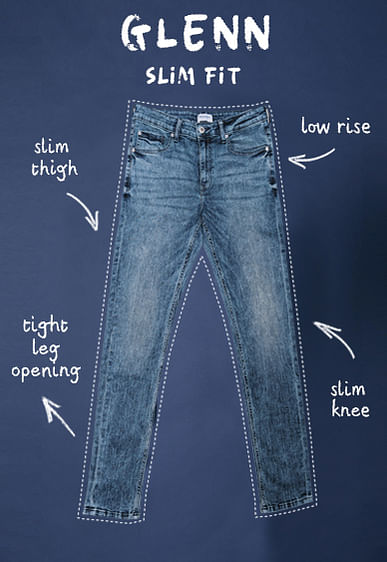 GLENN
SLIM FIT
low rise
slim
thigh
tight
leg
opening
slim
knee